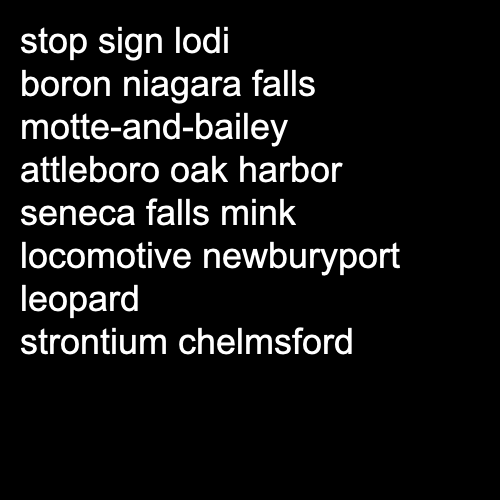 stop sign lodi
boron niagara falls
motte-and-bailey
attleboro oak harbor
seneca falls mink
locomotive newburyport
leopard
strontium chelmsford